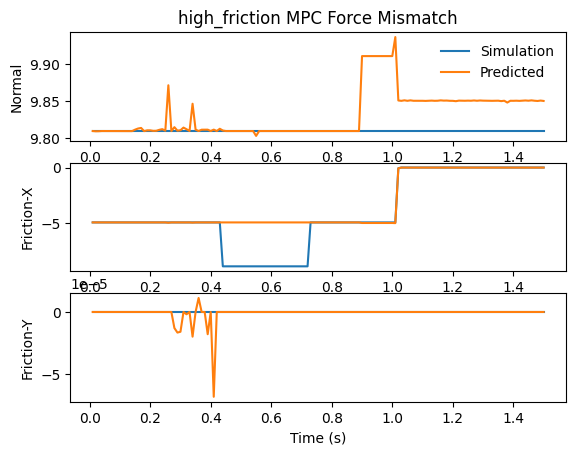 high_friction MPC Force Mismatch
Normal
9.90
9.85
9.80
Simulation
Predicted
0.0 0.2 0.4 0.6 0.8 1.0 1.2 1.4
Friction-X
0
−5
0.0 0.2 0.4 0.6 0.8 1.0 1.2 1.4
1e−5
Friction-Y
0
−5
0.0 0.2 0.4 0.6 0.8 1.0 1.2 1.4
Time (s)